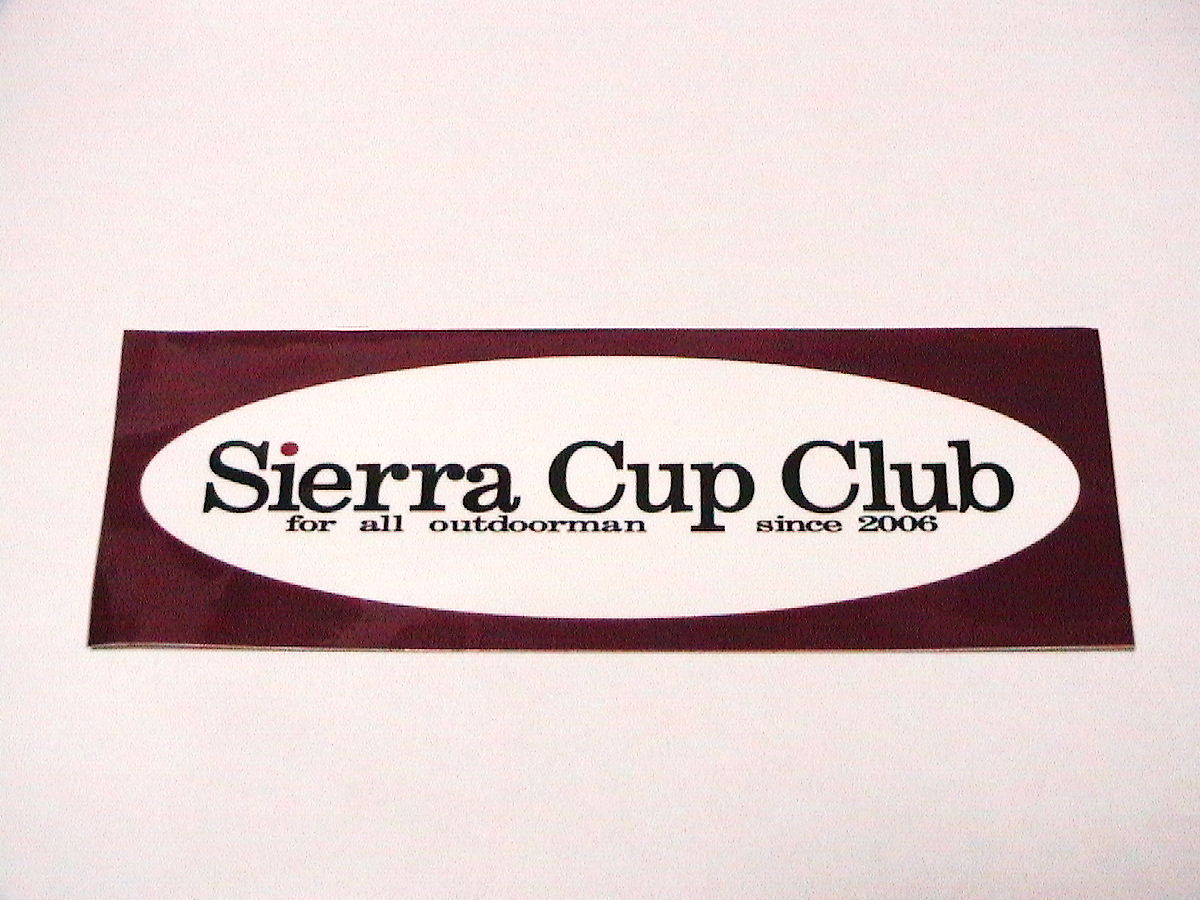 Sierra Cup Club
for all outdoorman since 2006